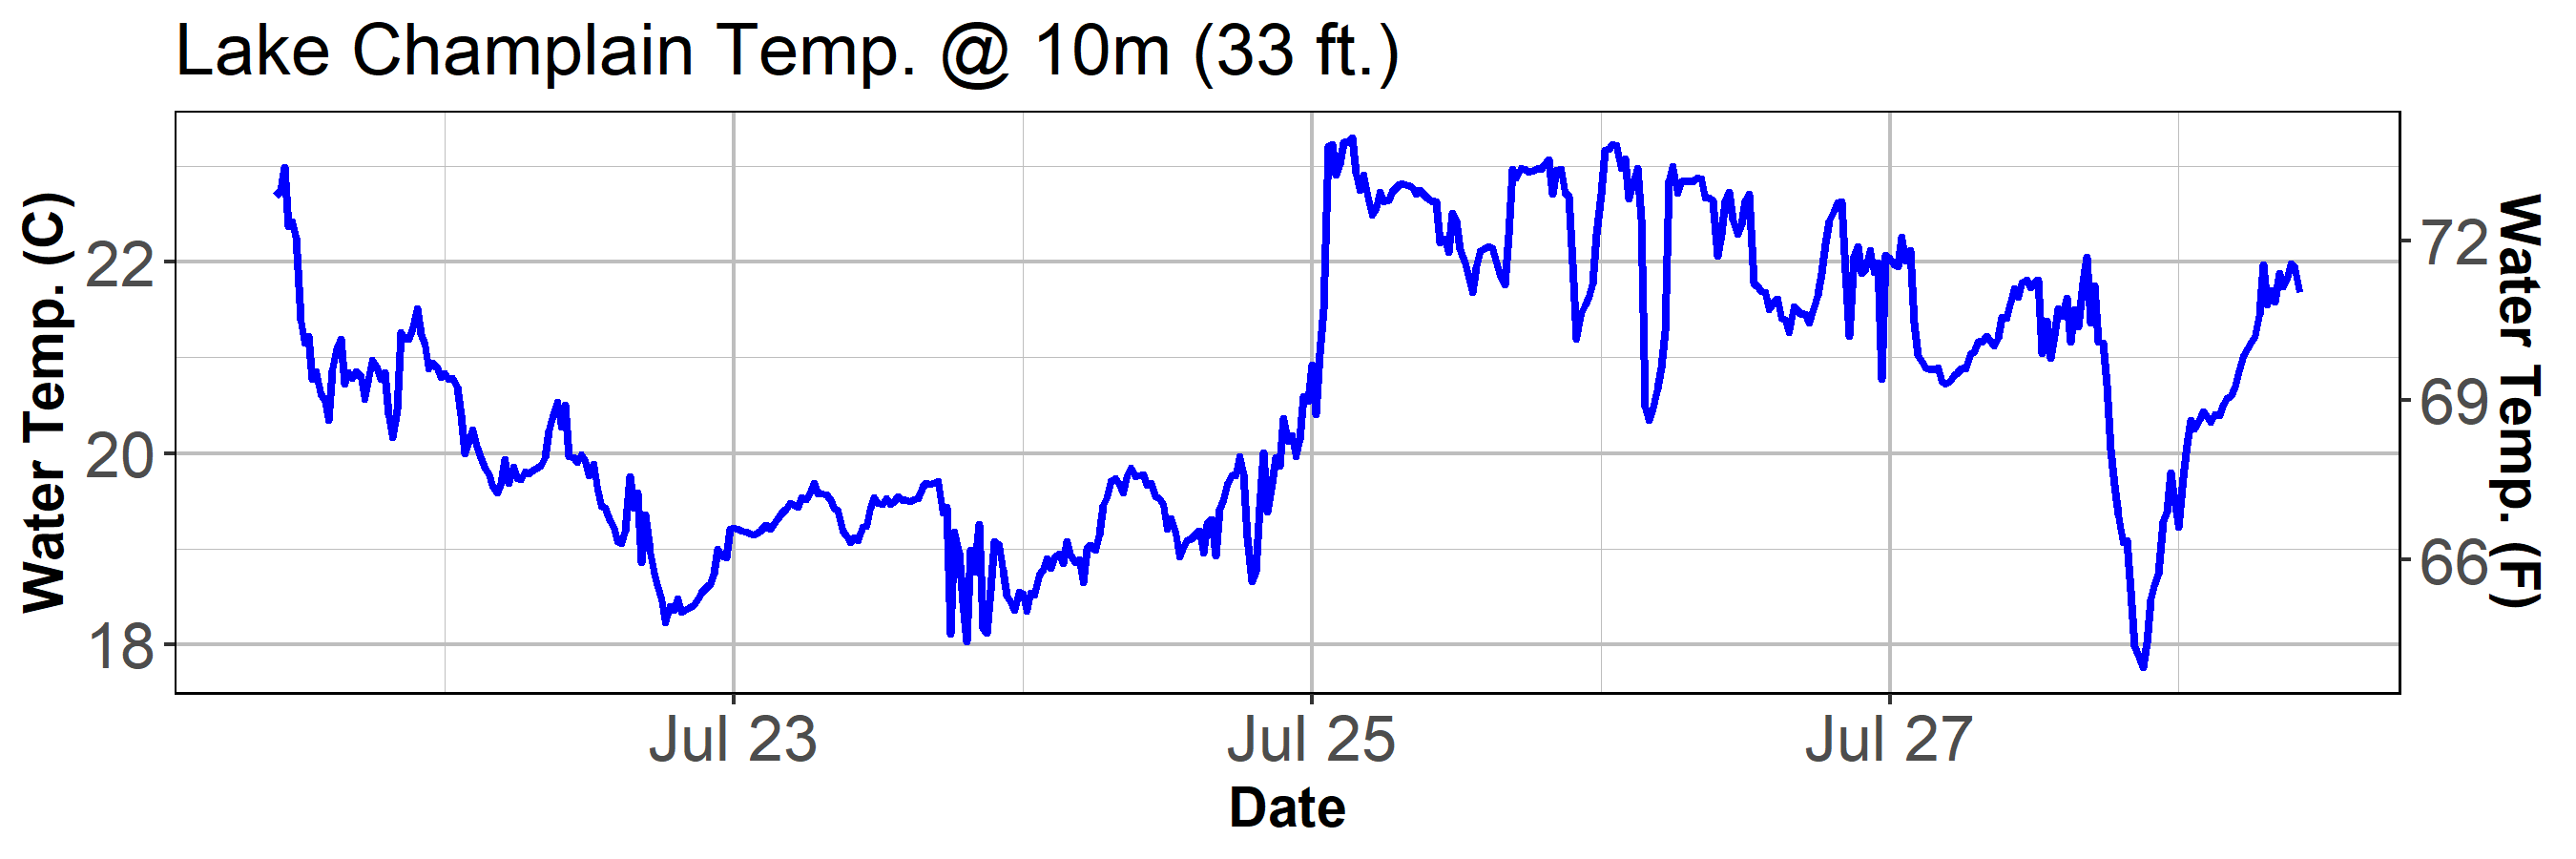 Lake Champlain Temp. @ 10m (33 ft.)
Water Temp. (C)
22
20
18
72
69
66
Water Temp. (F)
Jul 23
Jul 25
Jul 27
Date